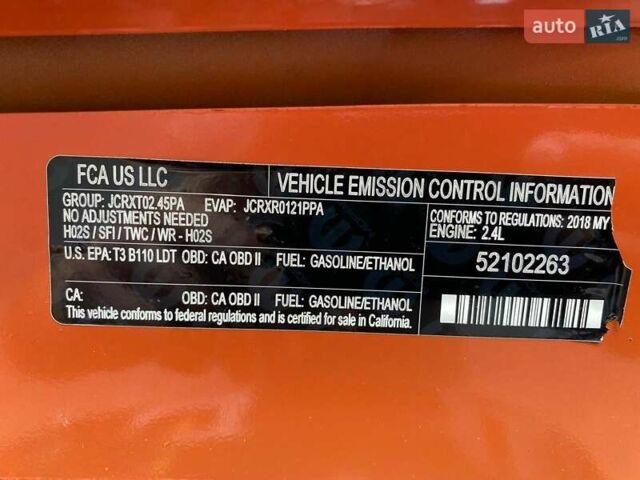 auto RIA .com
FCA US LLC
VEHICLE EMISSION CONTROL INFORMATION
GROUP: JCRXT02.45PA EVAP: JCRXR0121PPA
NO ADJUSTMENTS NEEDED
H02S / SFI / TWC / WR - H02S
CONFORMS TO REGULATIONS: 2018 MY
ENGINE: 2.4L
U.S. EPA: T3 B110 LDT OBD: CA OBD II FUEL: GASOLINE/ETHANOL
52102263
CA: OBD: CA OBD II FUEL: GASOLINE/ETHANOL
This vehicle conforms to federal regulations and is certified for sale in California.